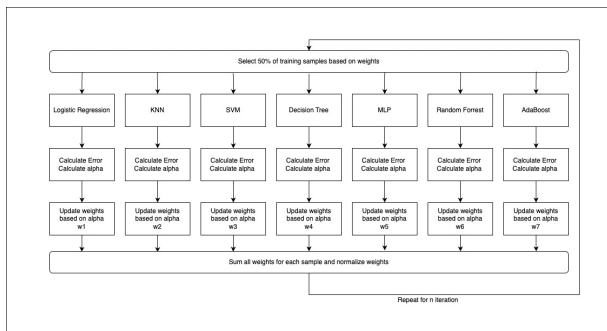 Select 50% of training samples based on weights
Logistic Regression
KNN
SVM
Decision Tree
MLP
Random Forrest
AdaBoost
Calculate Error
Calculate alpha
Calculate Error
Calculate alpha
Calculate Error
Calculate alpha
Calculate Error
Calculate alpha
Calculate Error
Calculate alpha
Calculate Error
Calculate alpha
Calculate Error
Calculate alpha
Update weights
based on alpha
w1
Update weights
based on alpha
w2
Update weights
based on alpha
w3
Update weights
based on alpha
w4
Update weights
based on alpha
w5
Update weights
based on alpha
w6
Update weights
based on alpha
w7
Sum all weights for each sample and normalize weights
Repeat for n iteration